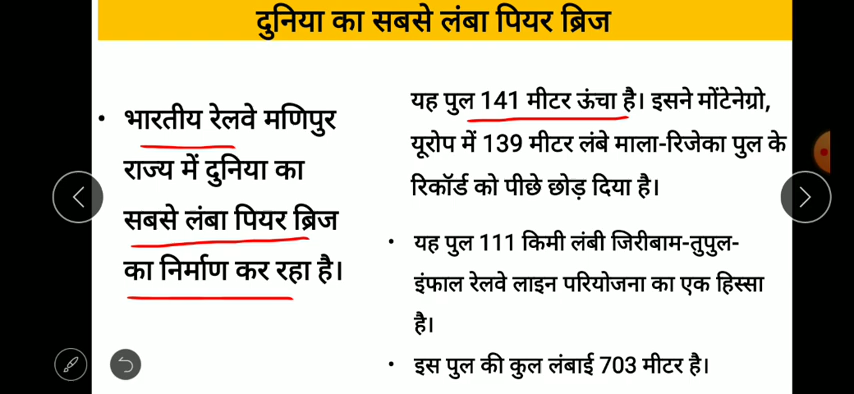 दुनिया का सबसे लंबा पियर ब्रिज
• भारतीय रेलवे मणिपुर
राज्य में दुनिया का
सबसे लंबा पियर ब्रिज
का निर्माण कर रहा है।
यह पुल 141 मीटर ऊंचा है। इसने मोंटेनेग्रो,
यूरोप में 139 मीटर लंबे माला-रिजेका पुल के
रिकॉर्ड को पीछे छोड़ दिया है।
• यह पुल 111 किमी लंबी जिरीबाम-तुपुल-
इंफाल रेलवे लाइन परियोजना का एक हिस्सा
है।
• इस पुल की कुल लंबाई 703 मीटर है।